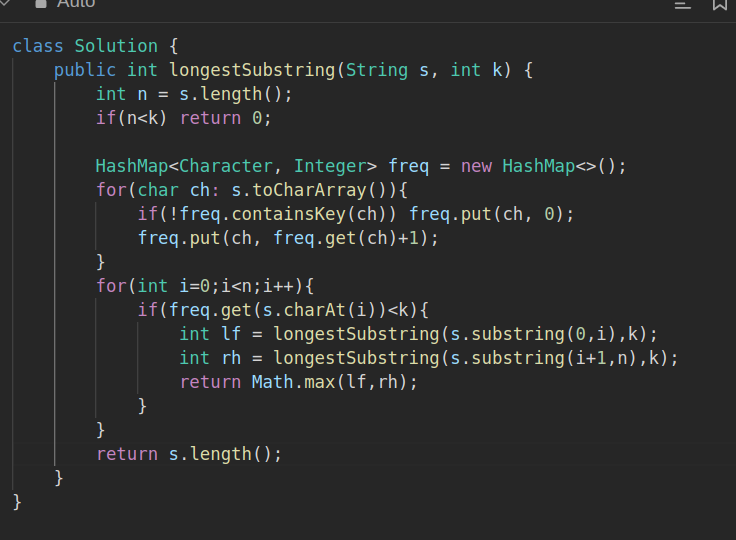 Auto
class Solution {
    public int longestSubstring(String s, int k) {
        int n = s.length();
        if(n<k) return 0;

        HashMap<Character, Integer> freq = new HashMap<>();
        for(char ch: s.toCharArray()){
            if(!freq.containsKey(ch)) freq.put(ch, 0);
            freq.put(ch, freq.get(ch)+1);
        }
        for(int i=0;i<n;i++){
            if(freq.get(s.charAt(i))<k){
                int lf = longestSubstring(s.substring(0,i),k);
                int rh = longestSubstring(s.substring(i+1,n),k);
                return Math.max(lf,rh);
            }
        }
        return s.length();
    }
}